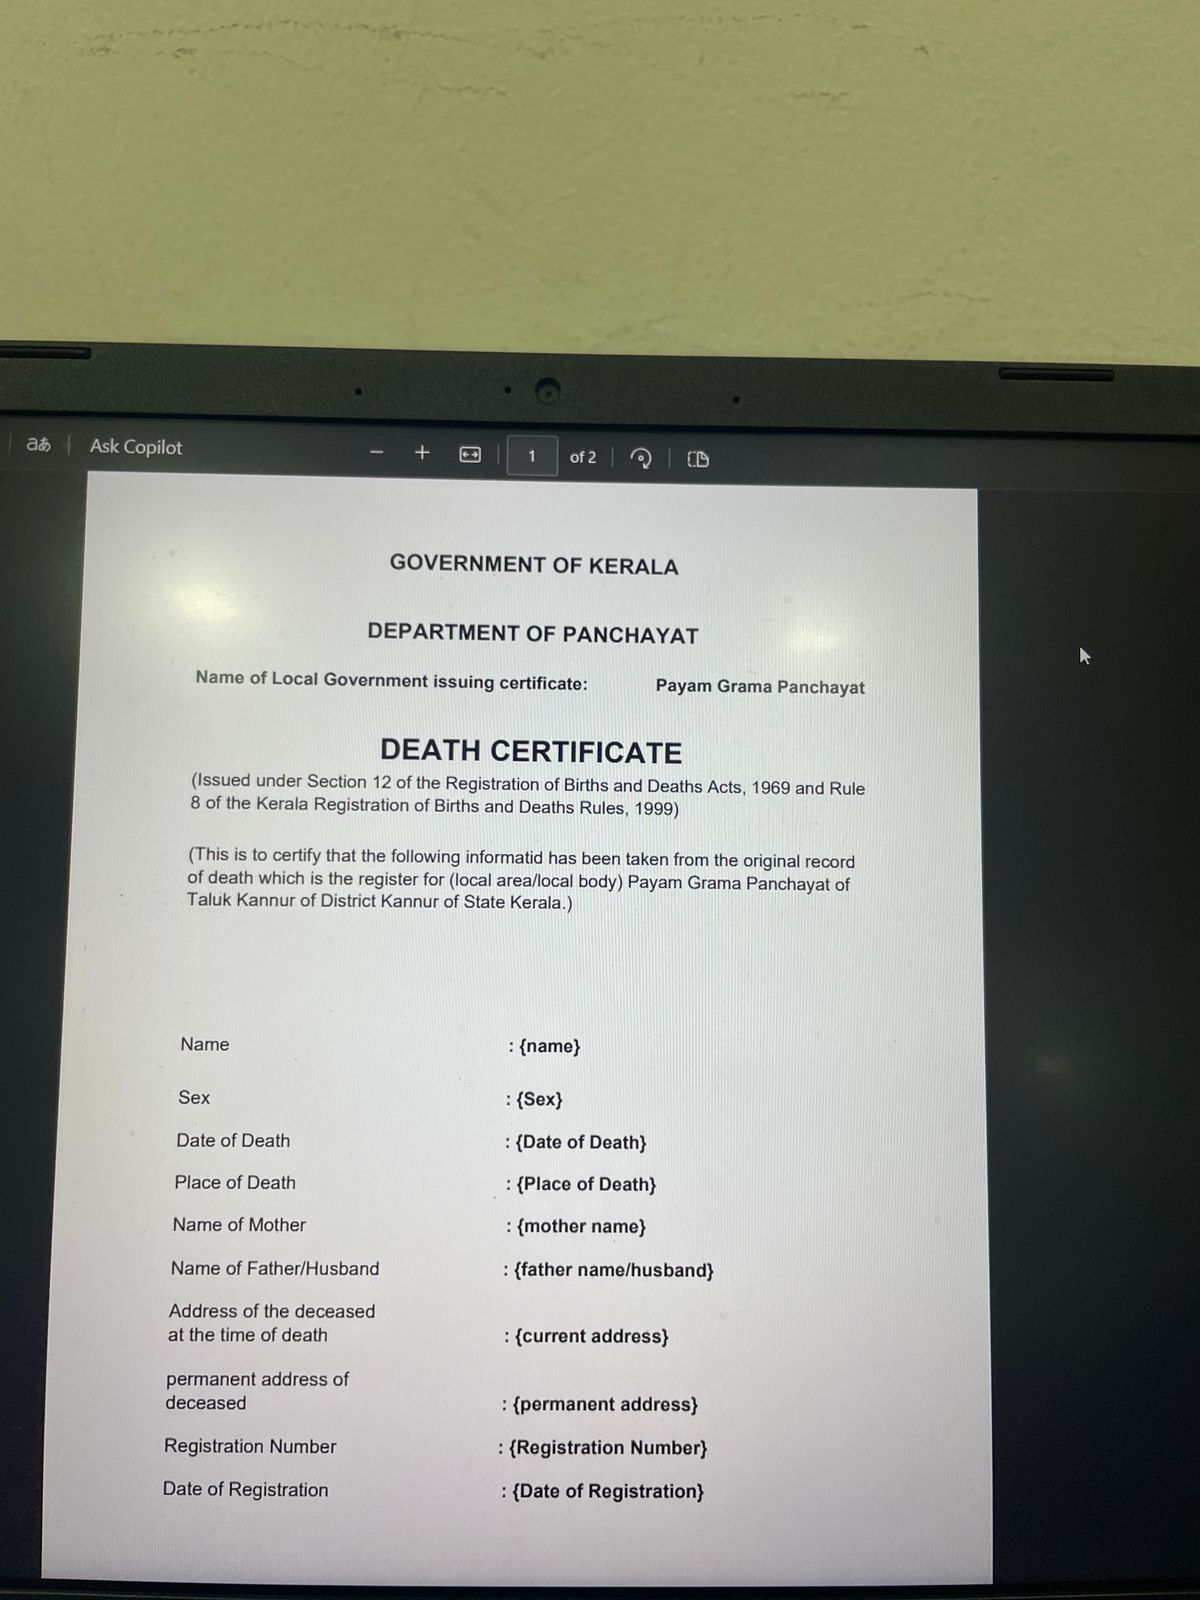 aあ Ask Copilot − + 1 of 2
GOVERNMENT OF KERALA
DEPARTMENT OF PANCHAYAT
Name of Local Government issuing certificate: Payam Grama Panchayat
DEATH CERTIFICATE
(Issued under Section 12 of the Registration of Births and Deaths Acts, 1969 and Rule
8 of the Kerala Registration of Births and Deaths Rules, 1999)
(This is to certify that the following informatid has been taken from the original record
of death which is the register for (local area/local body) Payam Grama Panchayat of
Taluk Kannur of District Kannur of State Kerala.)
Name : {name}
Sex : {Sex}
Date of Death : {Date of Death}
Place of Death : {Place of Death}
Name of Mother : {mother name}
Name of Father/Husband : {father name/husband}
Address of the deceased
at the time of death : {current address}
permanent address of
deceased : {permanent address}
Registration Number : {Registration Number}
Date of Registration : {Date of Registration}